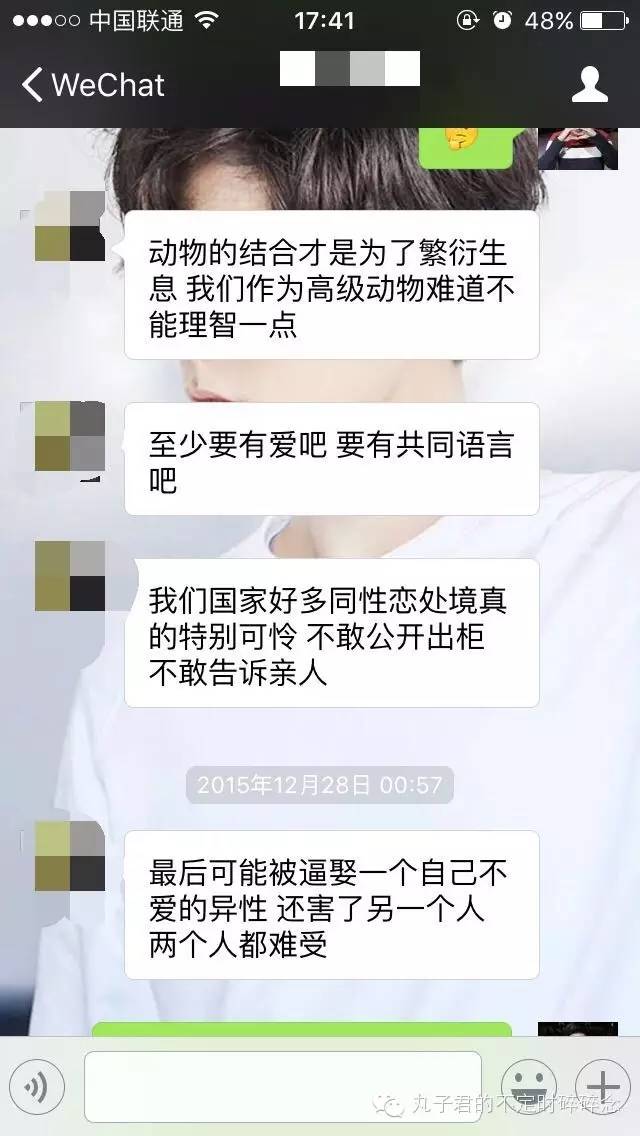 中国联通 17:41 48%
WeChat
动物的结合才是为了繁衍生
息 我们作为高级动物难道不
能理智一点
至少要有爱吧 要有共同语言
吧
我们国家好多同性恋处境真
的特别可怜 不敢公开出柜
不敢告诉亲人
2015年12月28日 00:57
最后可能被逼娶一个自己不
爱的异性 还害了另一个人
两个人都难受
丸子君的不定时碎碎念